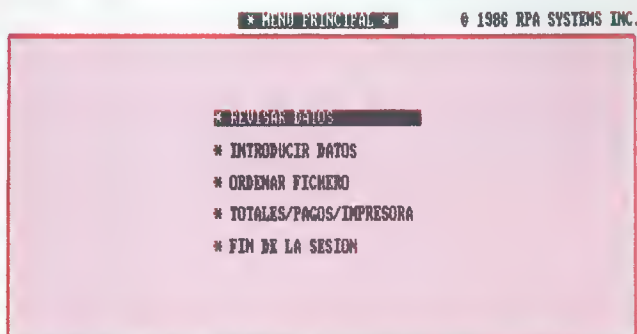 * MENU PRINCIPAL * © 1986 RPA SYSTEMS INC.
* REVISAR DATOS
* INTRODUCIR DATOS
* ORDENAR FICHERO
* TOTALES/PAGOS/IMPRESORA
* FIN DE LA SESION